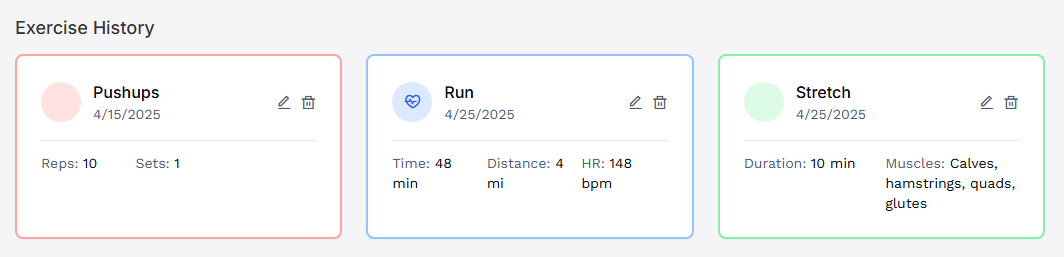 Exercise History
Pushups
4/15/2025
Reps: 10
Sets: 1
Run
4/25/2025
Time: 48
min
Distance: 4
mi
HR: 148
bpm
Stretch
4/25/2025
Duration: 10 min
Muscles: Calves,
hamstrings, quads,
glutes